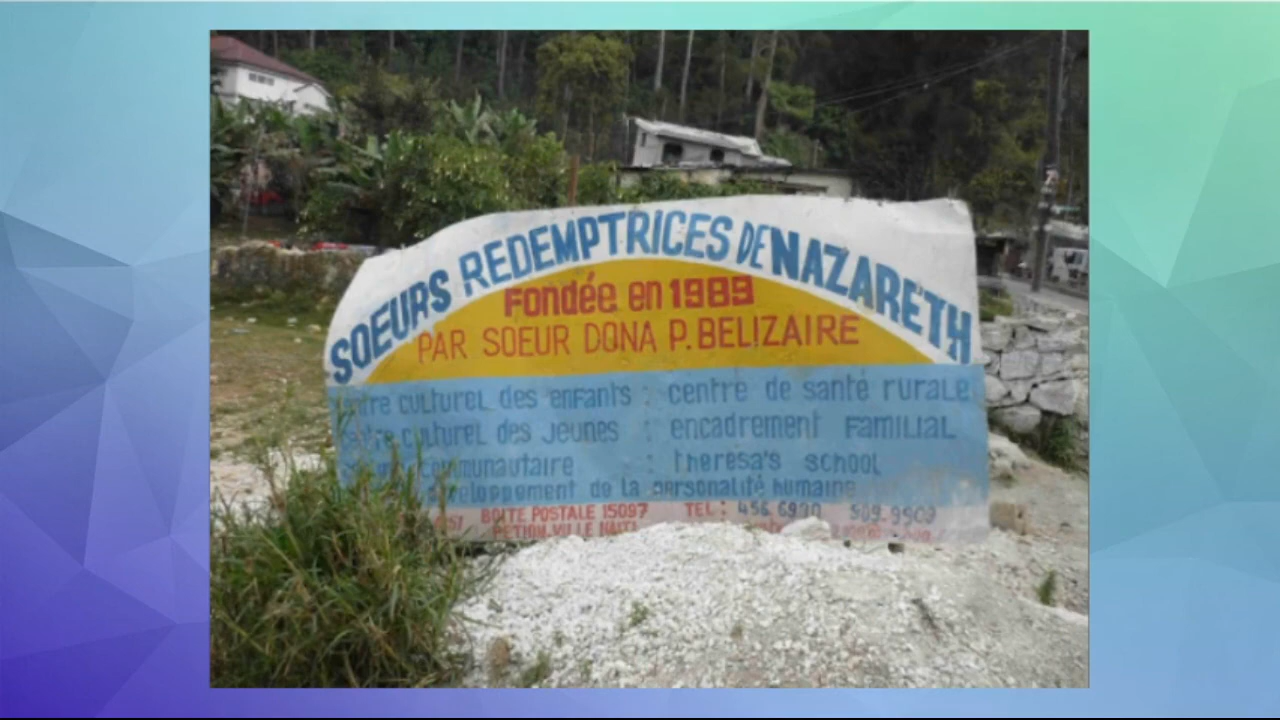 SOEURS REDEMPTRICES DE NAZARETH
Fondée en 1989
PAR SOEUR DONA P. BELIZAIRE
centre culturel des enfants : centre de santé rurale
centre culturel des Jeunes : encadrement FAMILIAL
communautaire : Theresa's SCHOOL
développement de la personalité humaine
BOITE POSTALE 15097 TEL: 456.6930 509-9909
PETION-VILLE HAITI